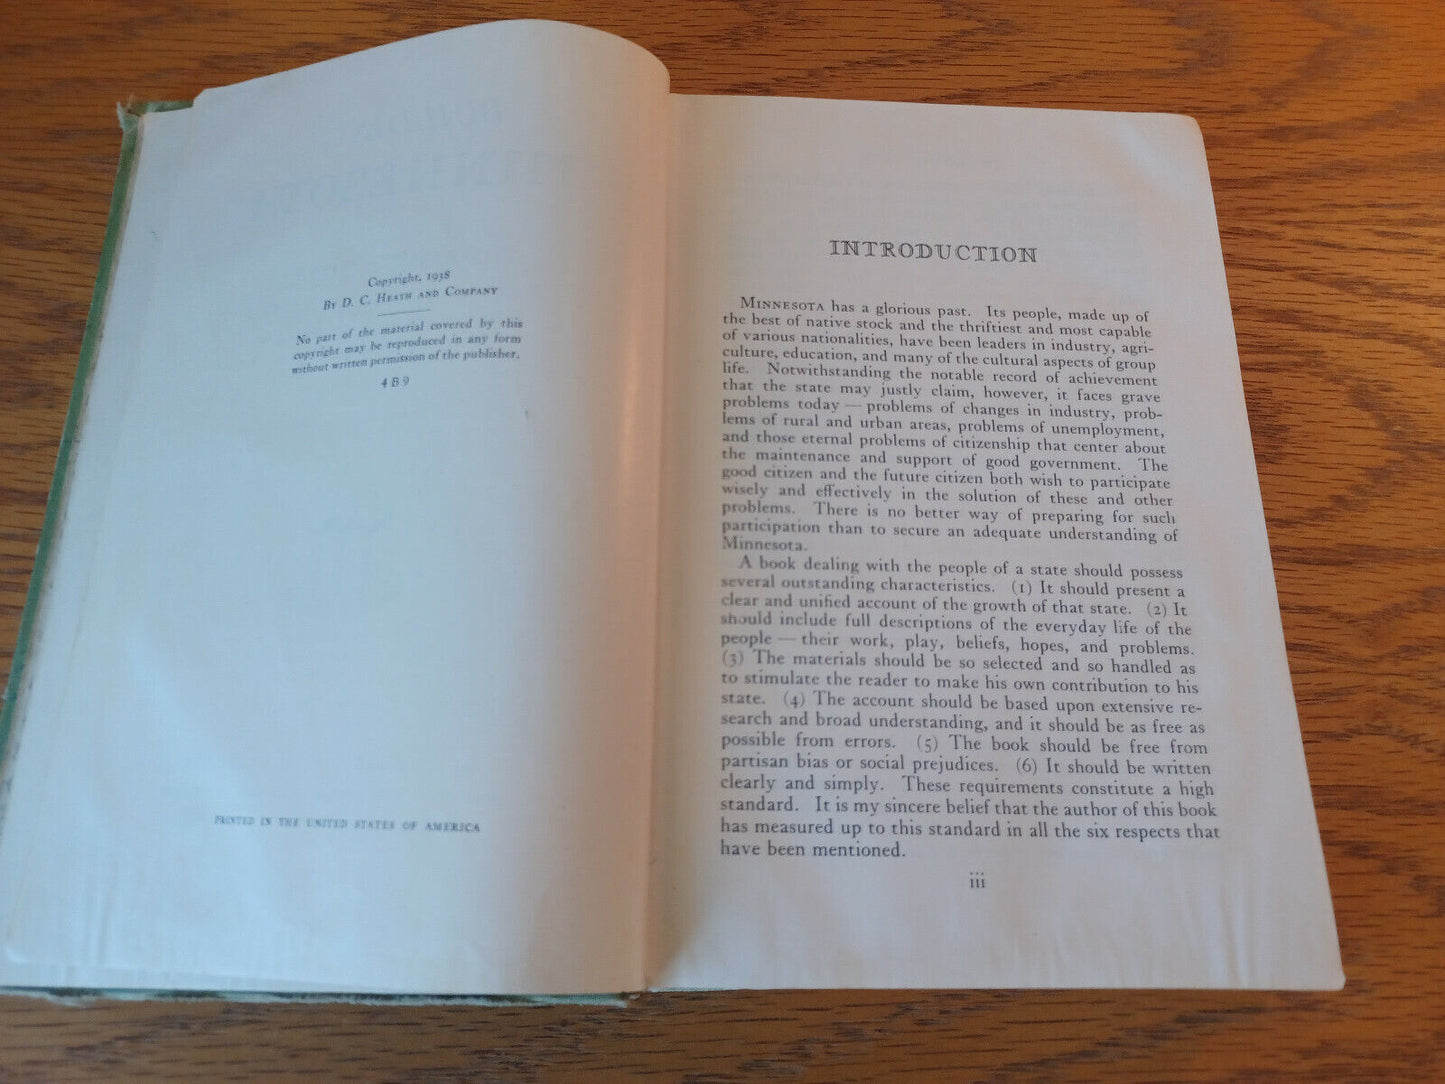 Copyright, 1938
By D. C. Heath and Company
No part of the material covered by this
copyright may be reproduced in any form
without written permission of the publisher.
4 B 9
PRINTED IN THE UNITED STATES OF AMERICA
INTRODUCTION
Minnesota has a glorious past. Its people, made up of
the best of native stock and the thriftiest and most capable
of various nationalities, have been leaders in industry, agri-
culture, education, and many of the cultural aspects of group
life. Notwithstanding the notable record of achievement
that the state may justly claim, however, it faces grave
problems today — problems of changes in industry, prob-
lems of rural and urban areas, problems of unemployment,
and those eternal problems of citizenship that center about
the maintenance and support of good government. The
good citizen and the future citizen both wish to participate
wisely and effectively in the solution of these and other
problems. There is no better way of preparing for such
participation than to secure an adequate understanding of
Minnesota.
A book dealing with the people of a state should possess
several outstanding characteristics. (1) It should present a
clear and unified account of the growth of that state. (2) It
should include full descriptions of the everyday life of the
people — their work, play, beliefs, hopes, and problems.
(3) The materials should be so selected and so handled as
to stimulate the reader to make his own contribution to his
state. (4) The account should be based upon extensive re-
search and broad understanding, and it should be as free as
possible from errors. (5) The book should be free from
partisan bias or social prejudices. (6) It should be written
clearly and simply. These requirements constitute a high
standard. It is my sincere belief that the author of this book
has measured up to this standard in all the six respects that
have been mentioned.
iii